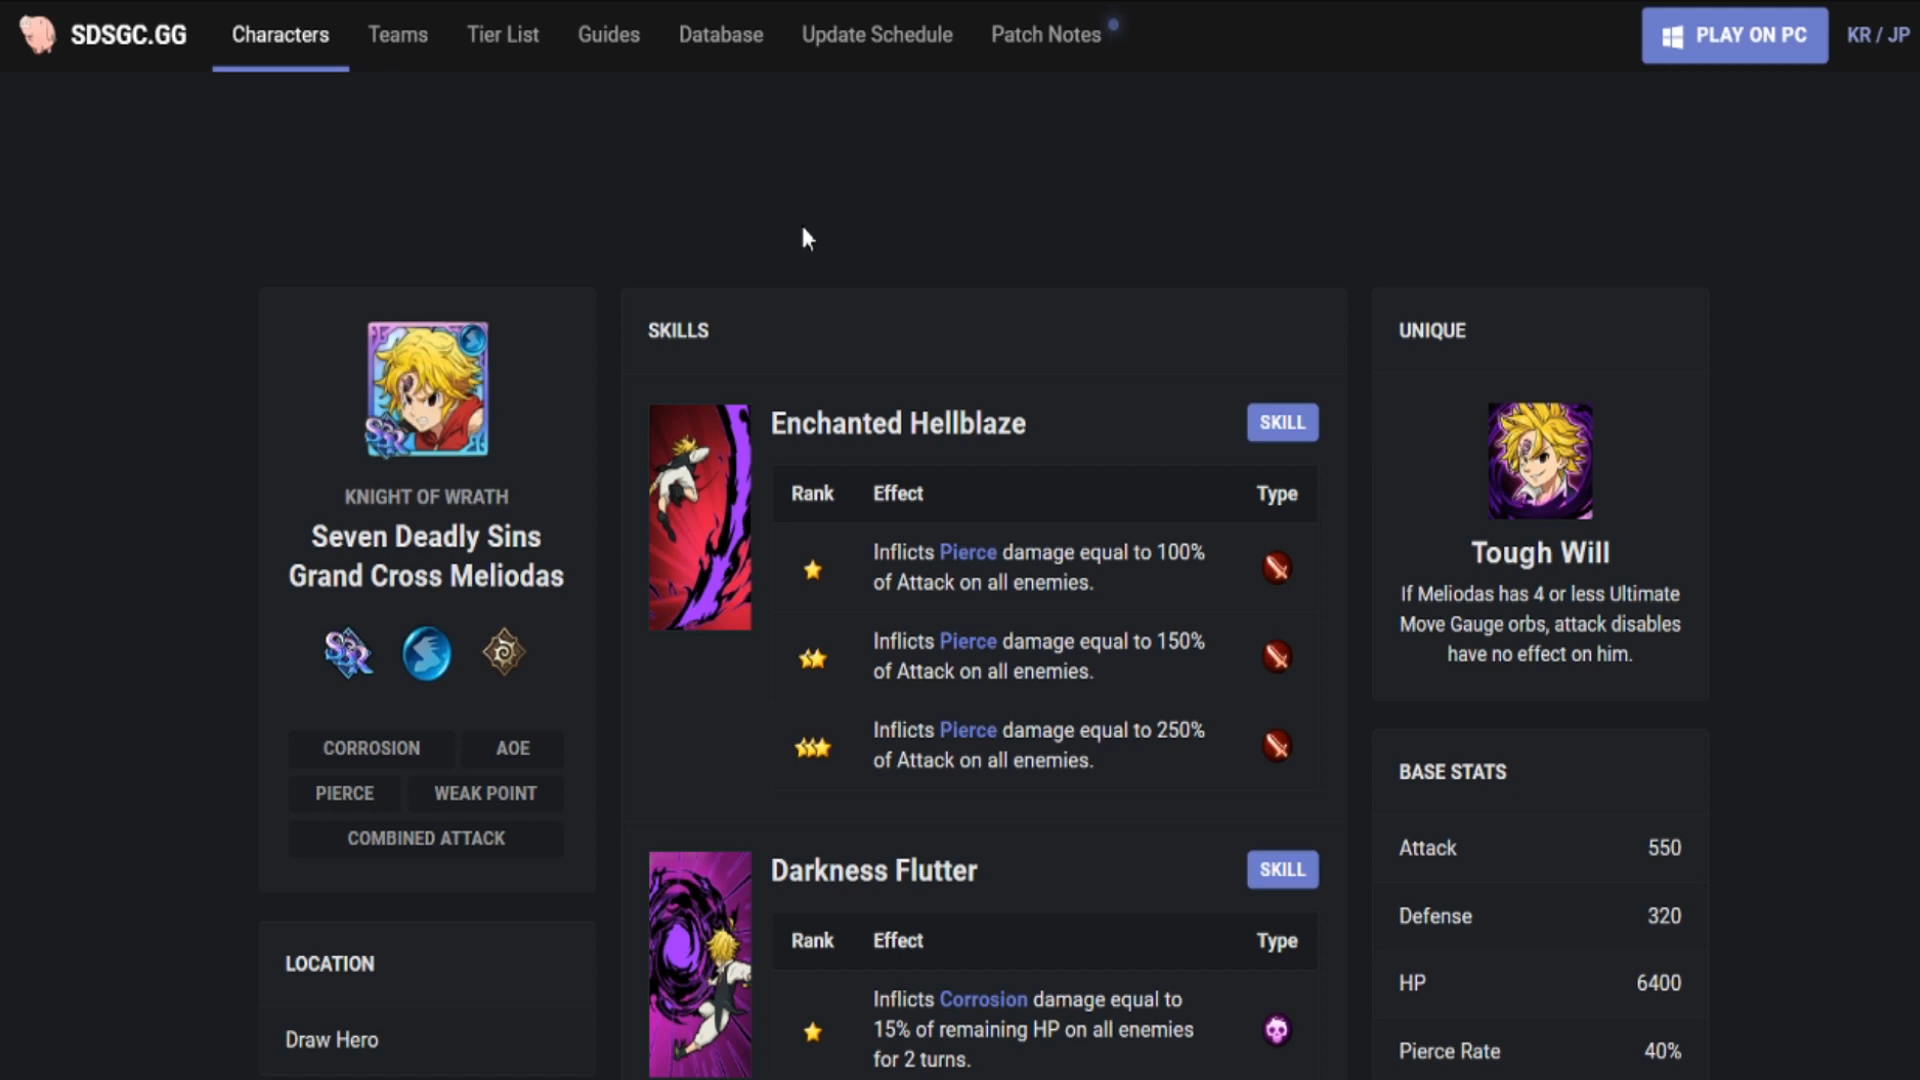 SDSGC.GG
Characters
Teams
Tier List
Guides
Database
Update Schedule
Patch Notes
PLAY ON PC
KR / JP
SSR
KNIGHT OF WRATH
Seven Deadly Sins
Grand Cross Meliodas
SSR
CORROSION
AOE
PIERCE
WEAK POINT
COMBINED ATTACK
LOCATION
Draw Hero
SKILLS
Enchanted Hellblaze
SKILL
Rank
Effect
Type
Inflicts Pierce damage equal to 100%
of Attack on all enemies.
Inflicts Pierce damage equal to 150%
of Attack on all enemies.
Inflicts Pierce damage equal to 250%
of Attack on all enemies.
Darkness Flutter
SKILL
Rank
Effect
Type
Inflicts Corrosion damage equal to
15% of remaining HP on all enemies
for 2 turns.
UNIQUE
Tough Will
If Meliodas has 4 or less Ultimate
Move Gauge orbs, attack disables
have no effect on him.
BASE STATS
Attack 550
Defense 320
HP 6400
Pierce Rate 40%